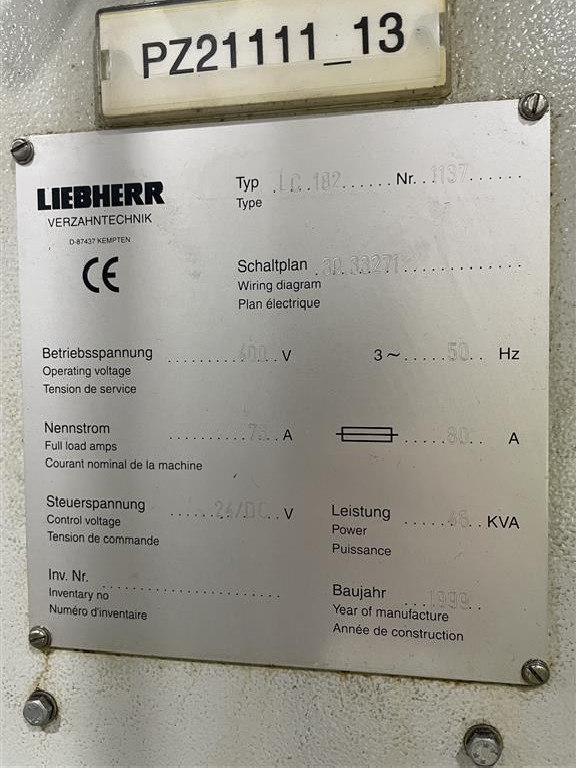 PZ21111_13
LIEBHERR
VERZAHNTECHNIK
D-87437 KEMPTEN
CE
Typ LC 182 Nr. 1137
Type
Schaltplan 30.33271
Wiring diagram
Plan électrique
Betriebsspannung 400 V 3~ 50 Hz
Operating voltage
Tension de service
Nennstrom A 80 A
Full load amps
Courant nominal de la machine
Steuerspannung 24/DC V
Control voltage
Tension de commande
Leistung KVA
Power
Puissance
Inv. Nr.
Inventary no
Numéro d'inventaire
Baujahr
Year of manufacture
Année de construction